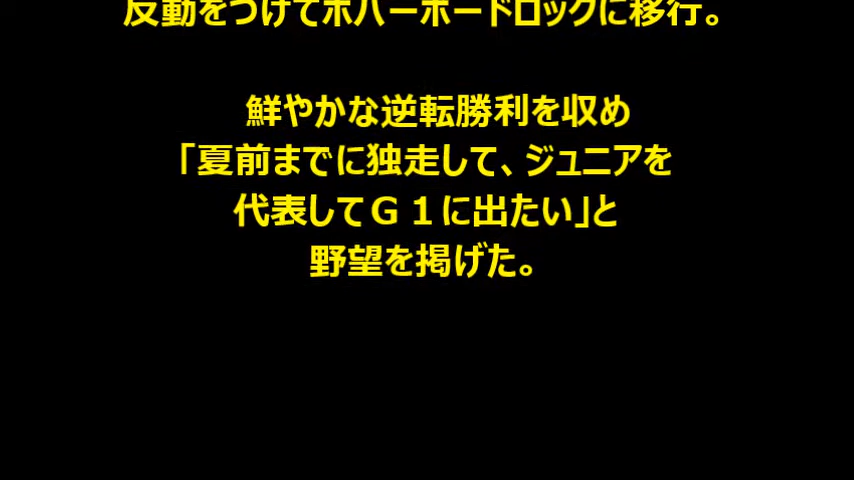 反動をつけてホバーボードロックに移行。
鮮やかな逆転勝利を収め
「夏前までに独走して、ジュニアを
代表してＧ１に出たい」と
野望を掲げた。